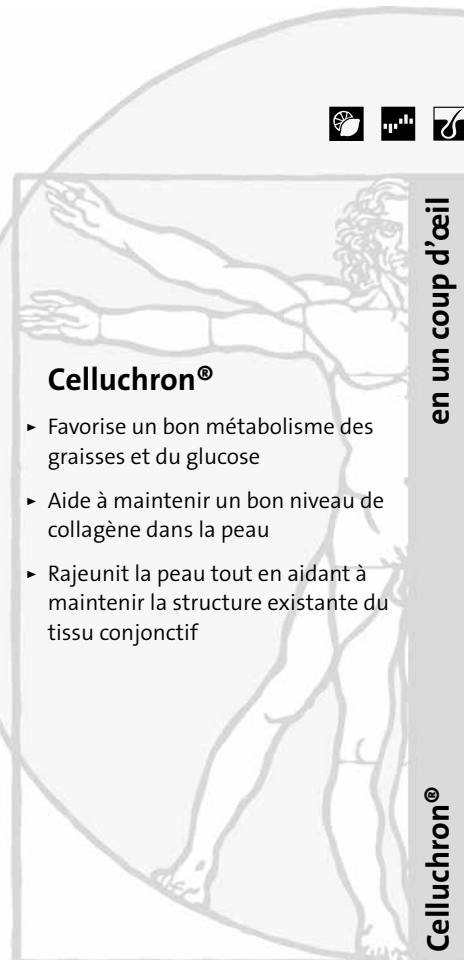 Celluchron®
► Favorise un bon métabolisme des
graisses et du glucose
► Aide à maintenir un bon niveau de
collagène dans la peau
► Rajeunit la peau tout en aidant à
maintenir la structure existante du
tissu conjonctif
en un coup d’œil
Celluchron®